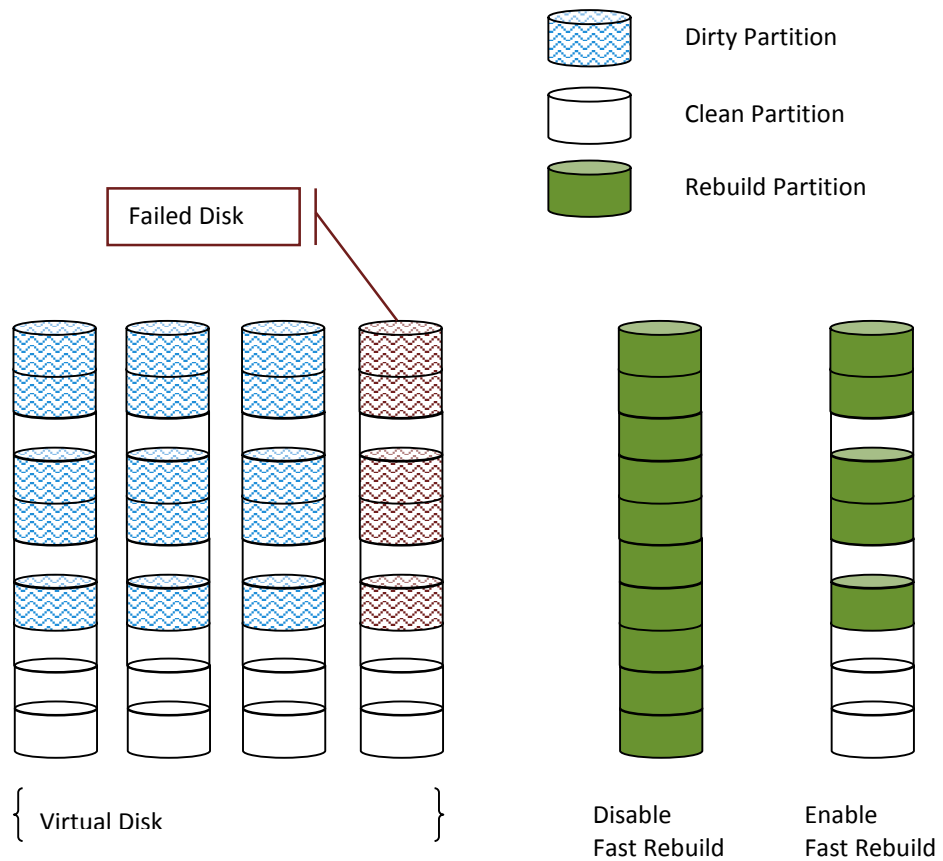 Dirty Partition
Clean Partition
Rebuild Partition
Failed Disk
{ Virtual Disk }
Disable
Fast Rebuild
Enable
Fast Rebuild